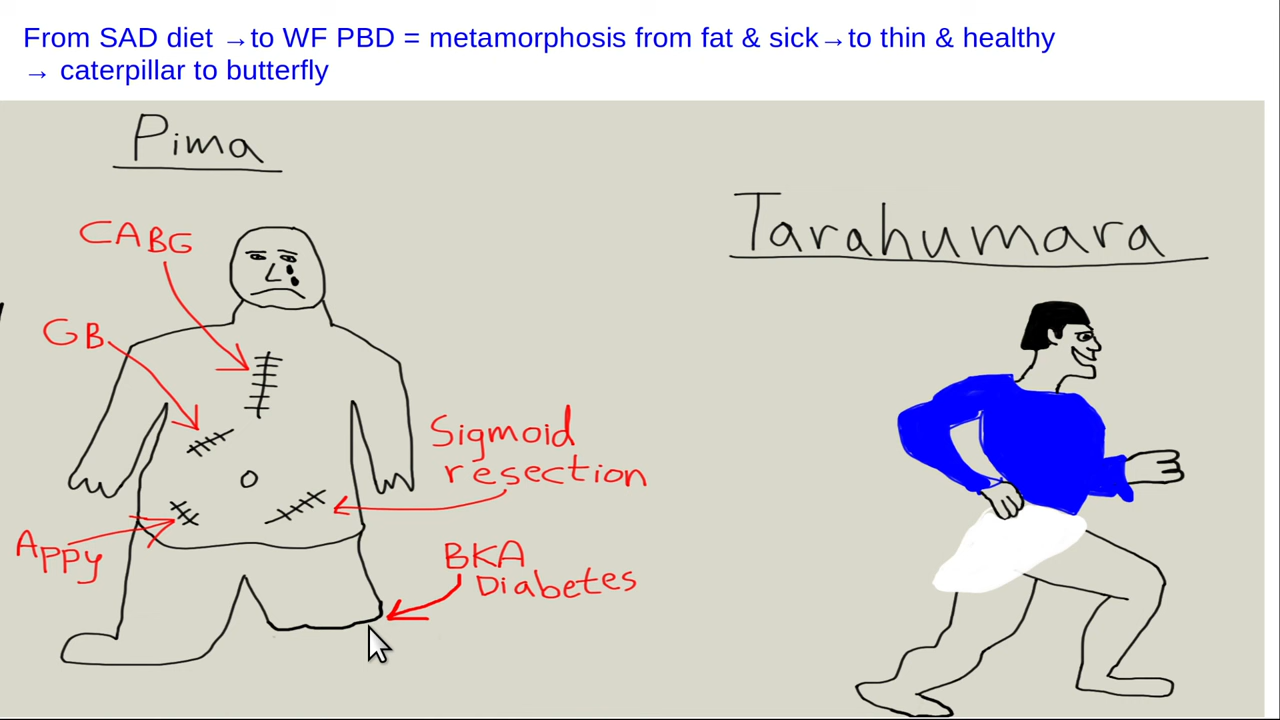 From SAD diet →to WF PBD = metamorphosis from fat & sick→to thin & healthy
→ caterpillar to butterfly
Pima
Tarahumara
CABG
GB
Sigmoid
resection
Appy
BKA
Diabetes